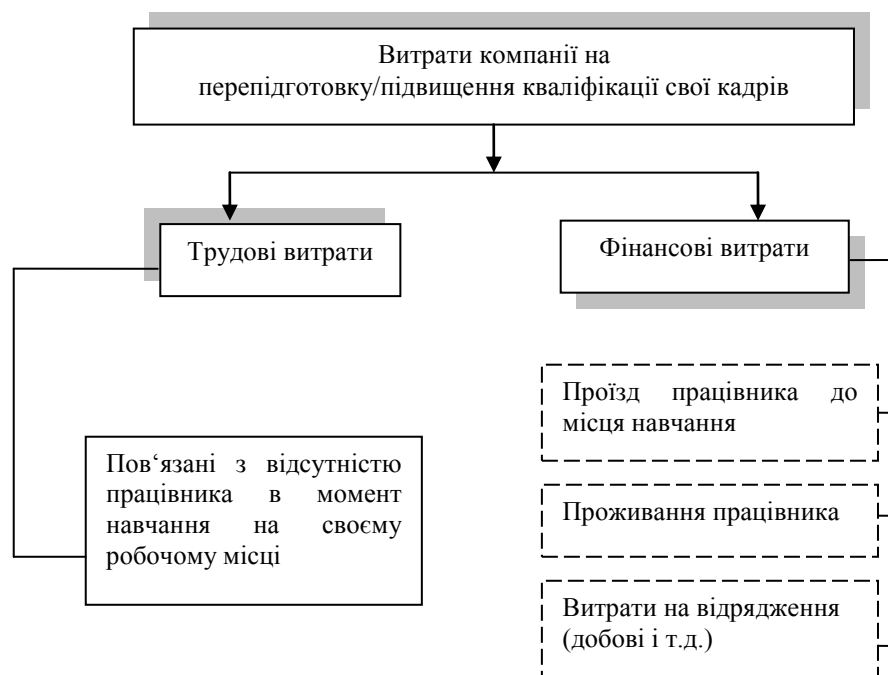 Витрати компанії на
перепідготовку/підвищення кваліфікації свої кадрів
Трудові витрати
Фінансові витрати
Пов‘язані з відсутністю
працівника в момент
навчання на своєму
робочому місці
Проїзд працівника до
місця навчання
Проживання працівника
Витрати на відрядження
(добові і т.д.)